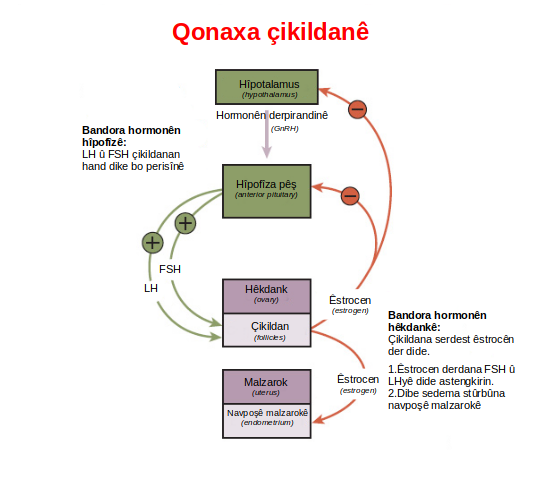 Qonaxa çikildanê
Hîpotalamus
(hypothalamus)
Hormonên derpirandinê
(GnRH)
Bandora hormonên
hîpofîzê:
LH û FSH çikildanan
hand dike bo perisînê
Hîpofîza pêş
(anterior pituitary)
FSH
LH
Hêkdank
(ovary)
Çikildan
(follicles)
Êstrocen
(estrogen)
Bandora hormonên
hêkdankê:
Çikildana serdest êstrocên
der dide.
1.Êstrocen derdana FSH û
LHyê dide astengkirin.
2.Dibe sedema stûrbûna
navpoşê malzarokê
Êstrocen
(estrogen)
Malzarok
(uterus)
Navpoşê malzarokê
(endometrium)